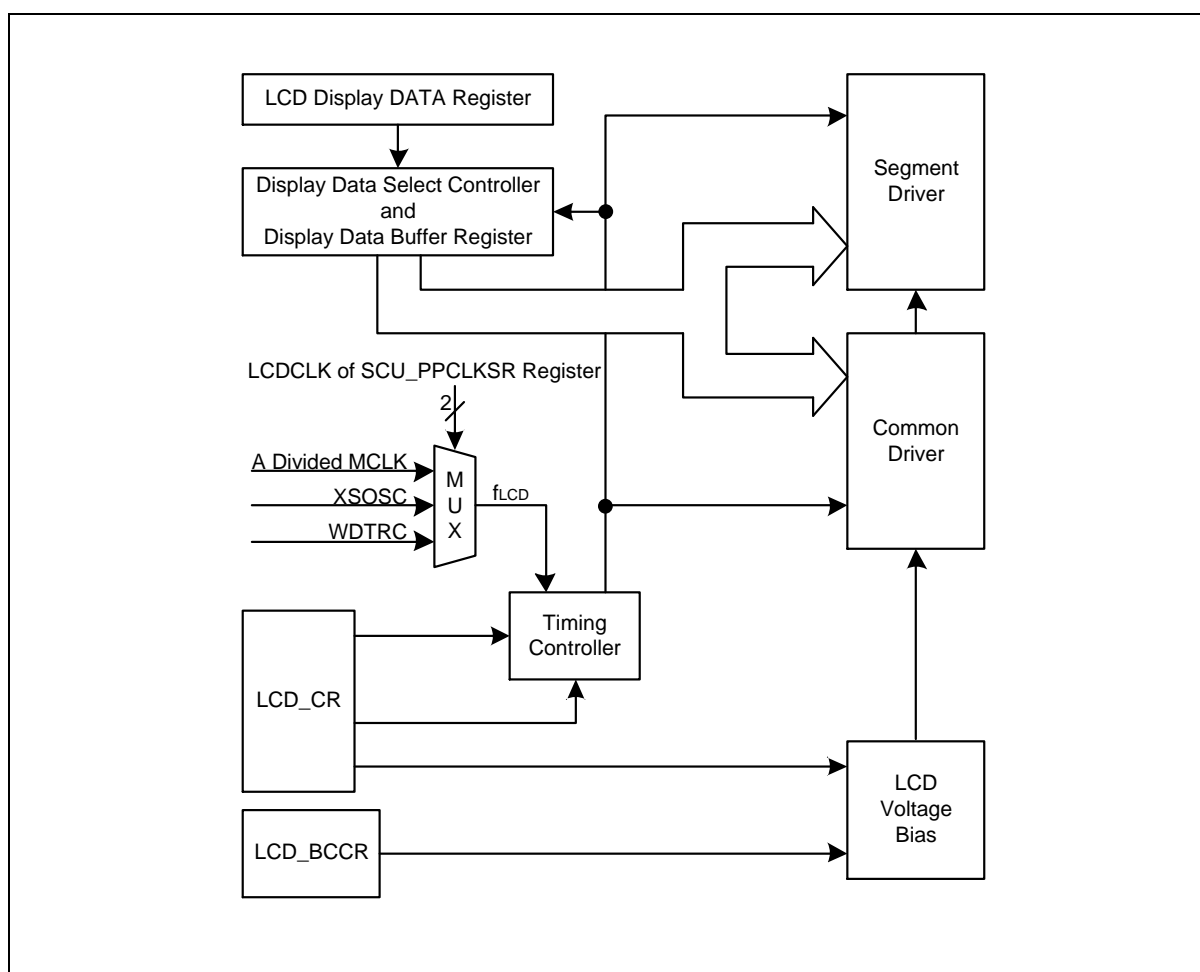 LCD Display DATA Register
Display Data Select Controller
and
Display Data Buffer Register
Segment
Driver
LCDCLK of SCU_PPCLKSR Register
2
A Divided MCLK
XSOSC
WDTRC
M
U
X
fLCD
Common
Driver
Timing
Controller
LCD_CR
LCD_BCCR
LCD
Voltage
Bias